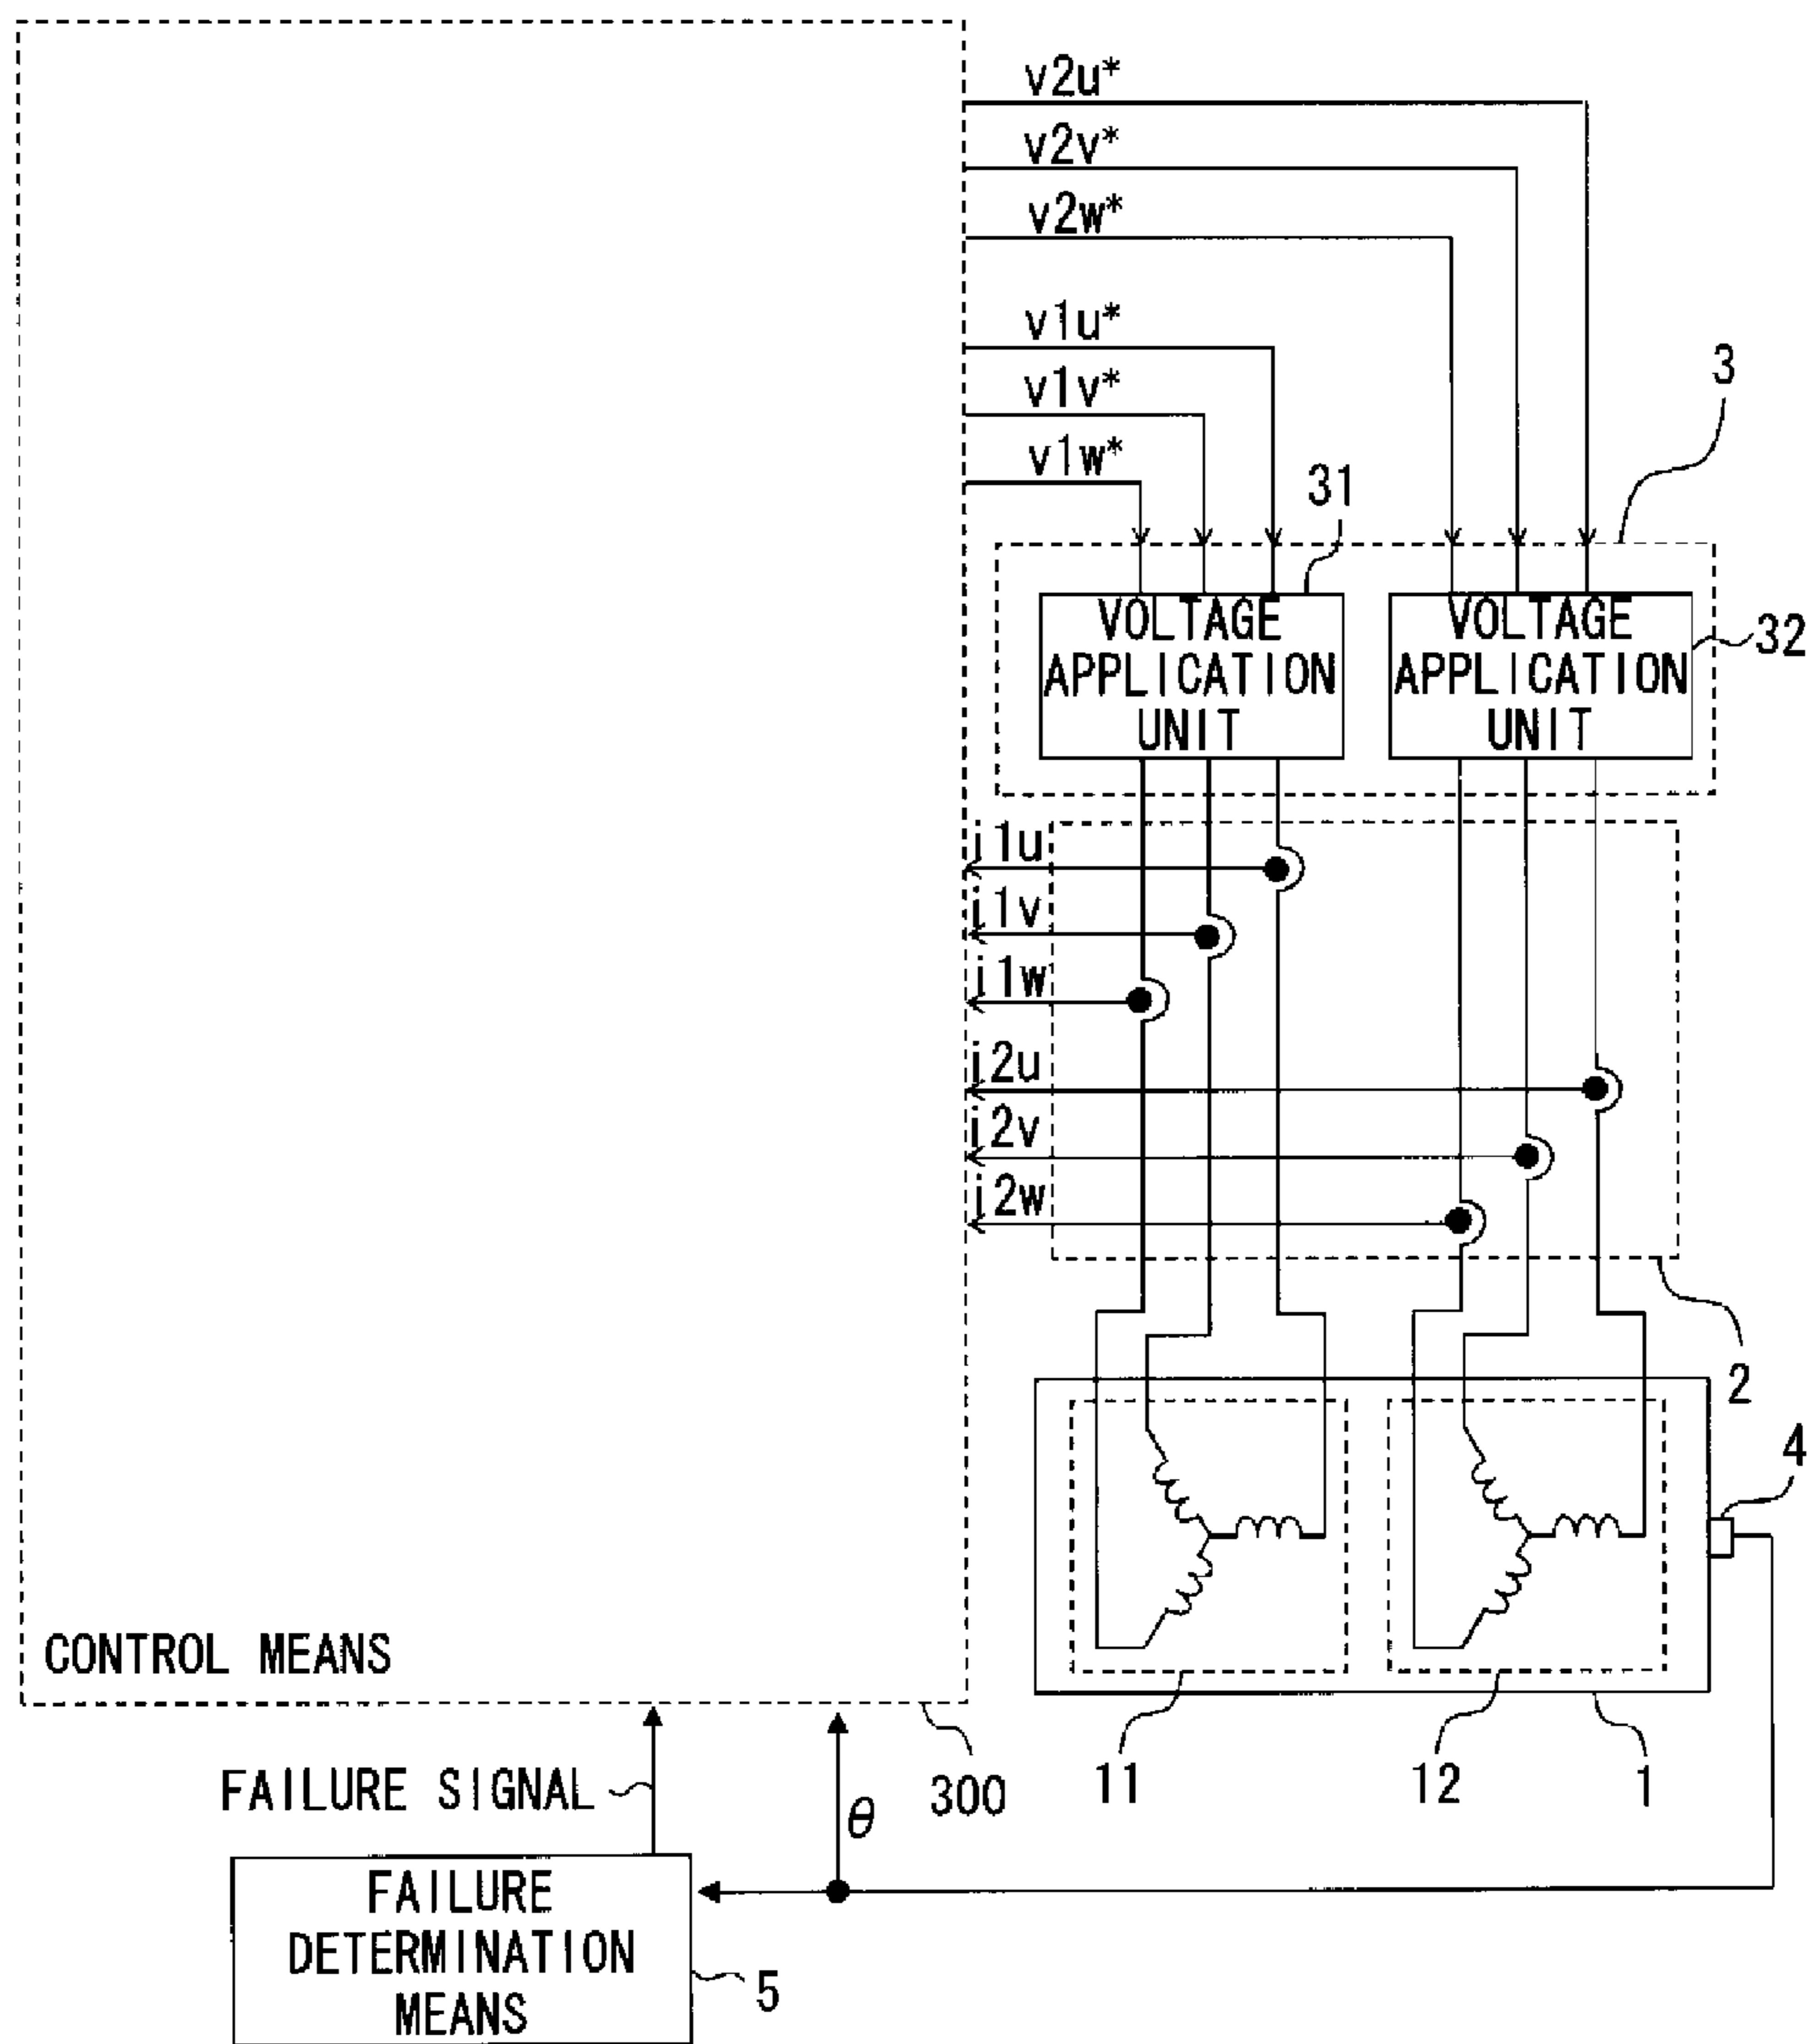 v2u*
v2v*
v2w*
v1u*
v1v*
v1w*
3
31
VOLTAGE
APPLICATION
UNIT
VOLTAGE
APPLICATION
UNIT
32
i1u
i1v
i1w
i2u
i2v
i2w
2
4
CONTROL MEANS
11
12
1
300
FAILURE SIGNAL
θ
FAILURE
DETERMINATION
MEANS
5